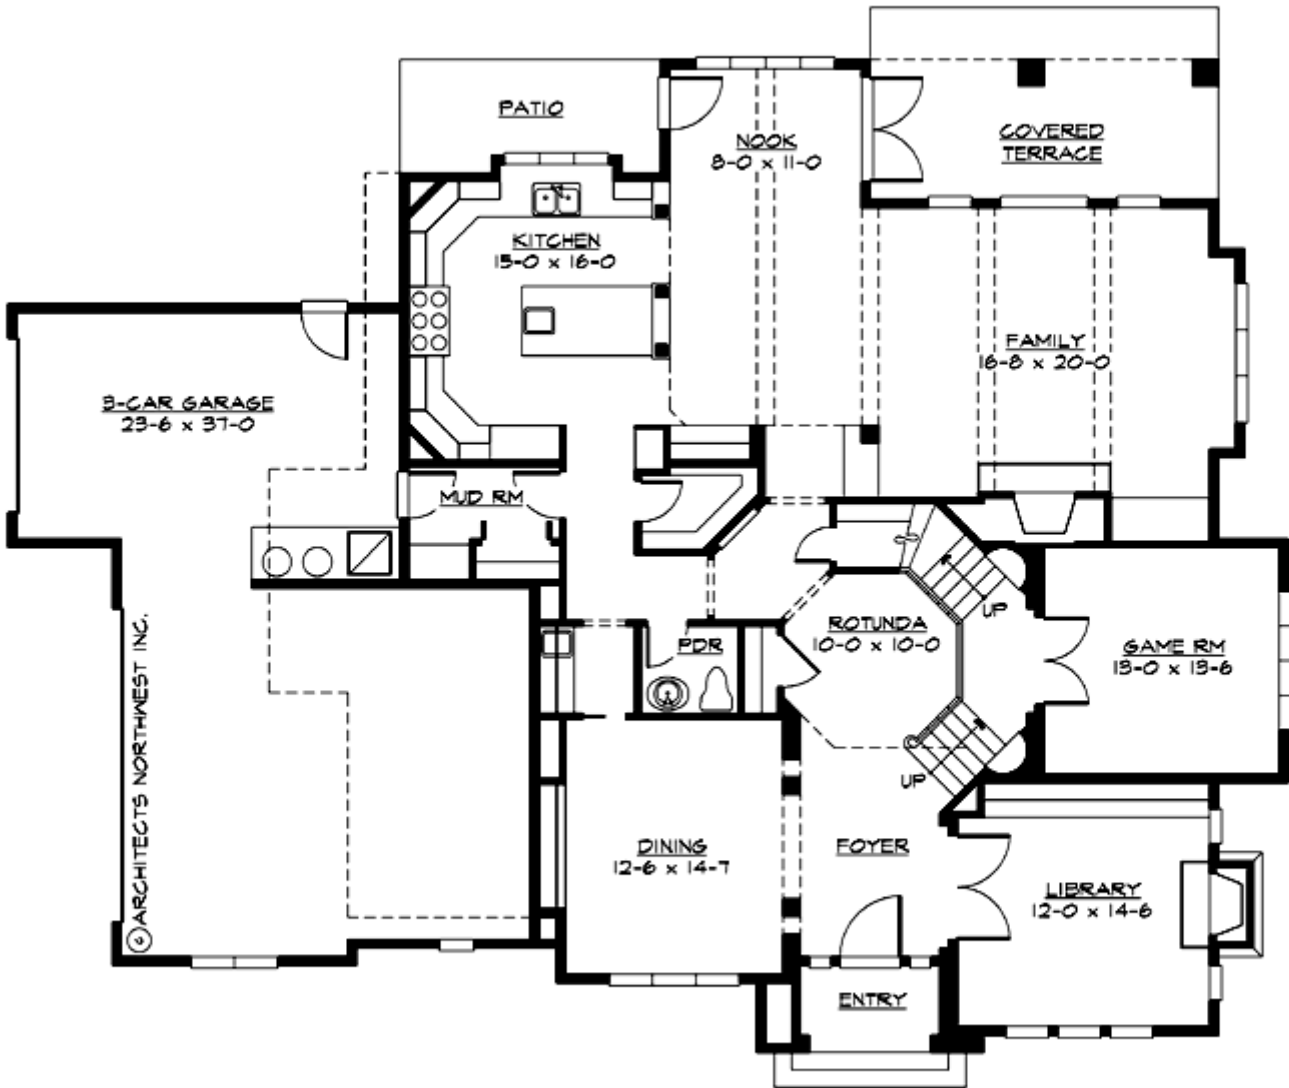 PATIO
NOOK
8-0 x 11-0
COVERED
TERRACE
KITCHEN
15-0 x 16-0
FAMILY
16-8 x 20-0
3-CAR GARAGE
23-6 x 37-0
MUD RM
UP
ROTUNDA
10-0 x 10-0
PDR
GAME RM
13-0 x 13-6
UP
DINING
12-6 x 14-7
FOYER
LIBRARY
12-0 x 14-6
ENTRY
©ARCHITECTS NORTHWEST INC.